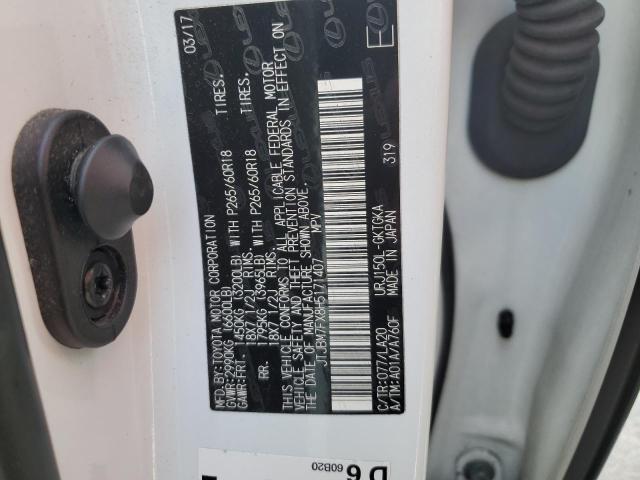 MFD.BY:TOYOTA MOTOR CORPORATION 03/17
GVWR:2990KG (6600LB)
GAWR:FRT. 1450KG (3200LB) WITH P265/60R18 TIRES.
18X7 1/2J RIMS.
RR. 1795KG (3965LB) WITH P265/60R18 TIRES.
18X7 1/2J RIMS.
THIS VEHICLE CONFORMS TO ALL APPLICABLE FEDERAL MOTOR
VEHICLE SAFETY AND THEFT PREVENTION STANDARDS IN EFFECT ON
THE DATE OF MANUFACTURE SHOWN ABOVE.
JTJBM7FX8H5171407 MPV
C/TR:077/LA20 URJ150L-GKTGKA 319
A/TM:A01A/A760F MADE IN JAPAN
D 6
60B20